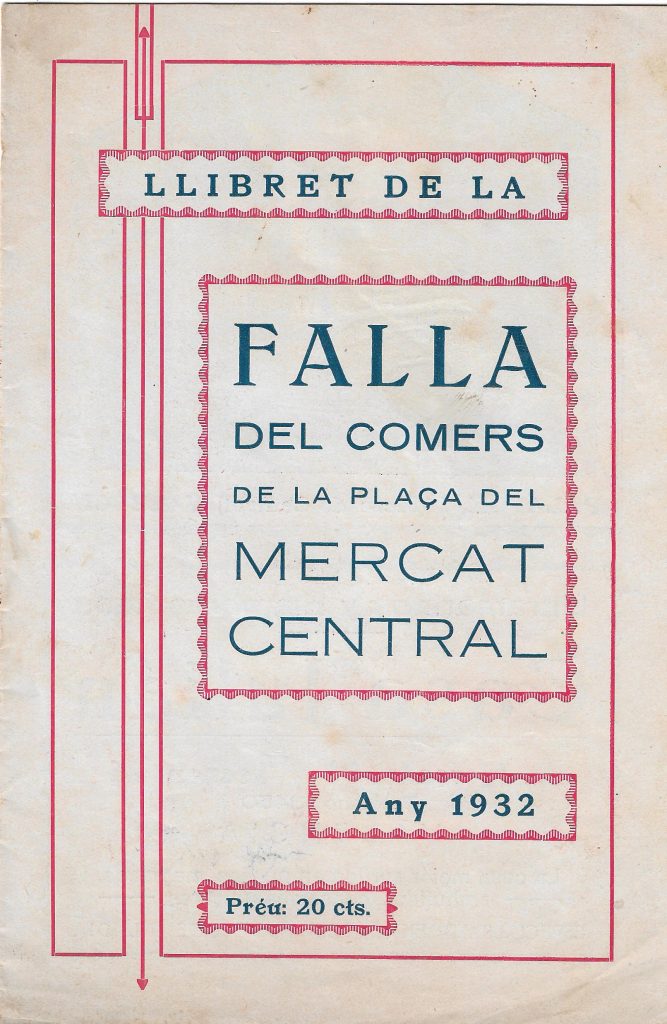 LLIBRET DE LA
FALLA
DEL COMERS
DE LA PLAÇA DEL
MERCAT
CENTRAL
Any 1932
Préu: 20 cts.